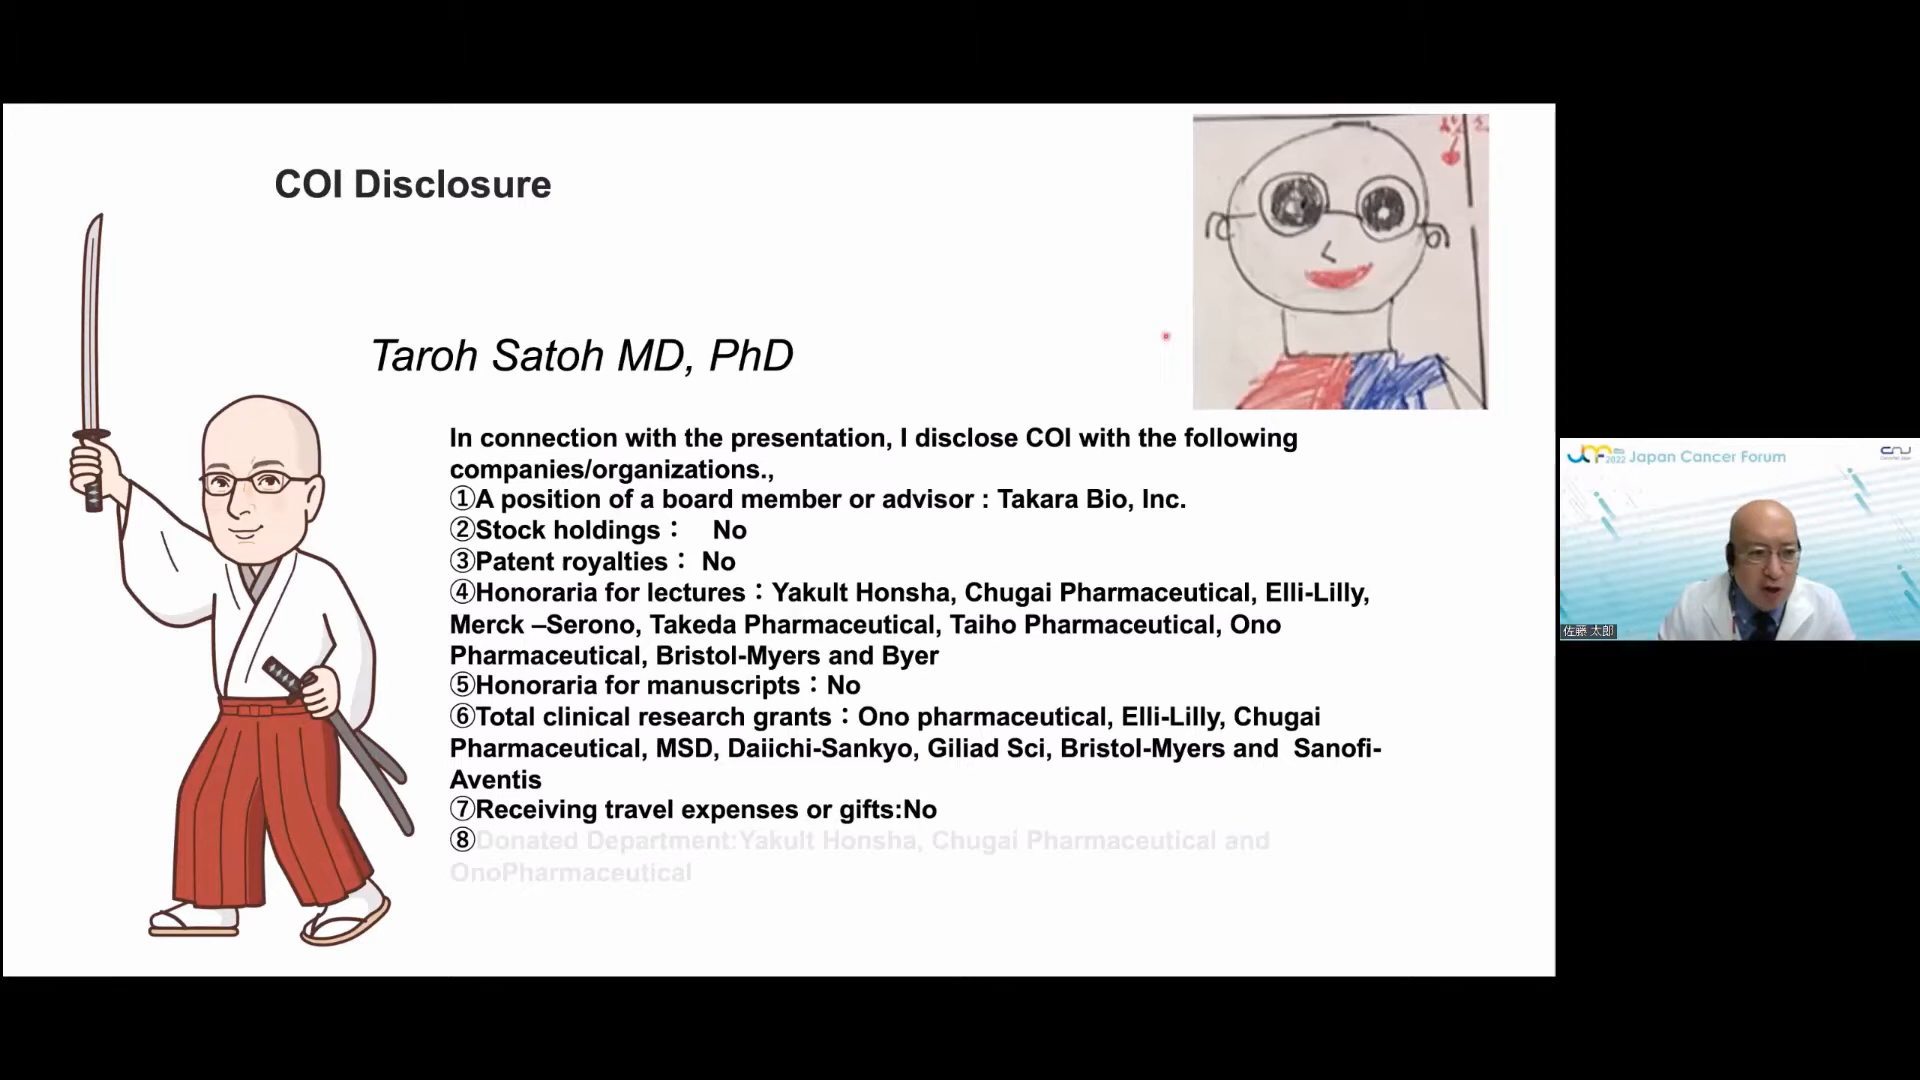 COI Disclosure
Taroh Satoh MD, PhD
In connection with the presentation, I disclose COI with the following
companies/organizations.,
①A position of a board member or advisor : Takara Bio, Inc.
②Stock holdings： No
③Patent royalties： No
④Honoraria for lectures：Yakult Honsha, Chugai Pharmaceutical, Elli-Lilly,
Merck –Serono, Takeda Pharmaceutical, Taiho Pharmaceutical, Ono
Pharmaceutical, Bristol-Myers and Byer
⑤Honoraria for manuscripts：No
⑥Total clinical research grants：Ono pharmaceutical, Elli-Lilly, Chugai
Pharmaceutical, MSD, Daiichi-Sankyo, Giliad Sci, Bristol-Myers and Sanofi-
Aventis
⑦Receiving travel expenses or gifts:No
⑧Donated Department:Yakult Honsha, Chugai Pharmaceutical and
OnoPharmaceutical
2022 Japan Cancer Forum
佐藤 太郎